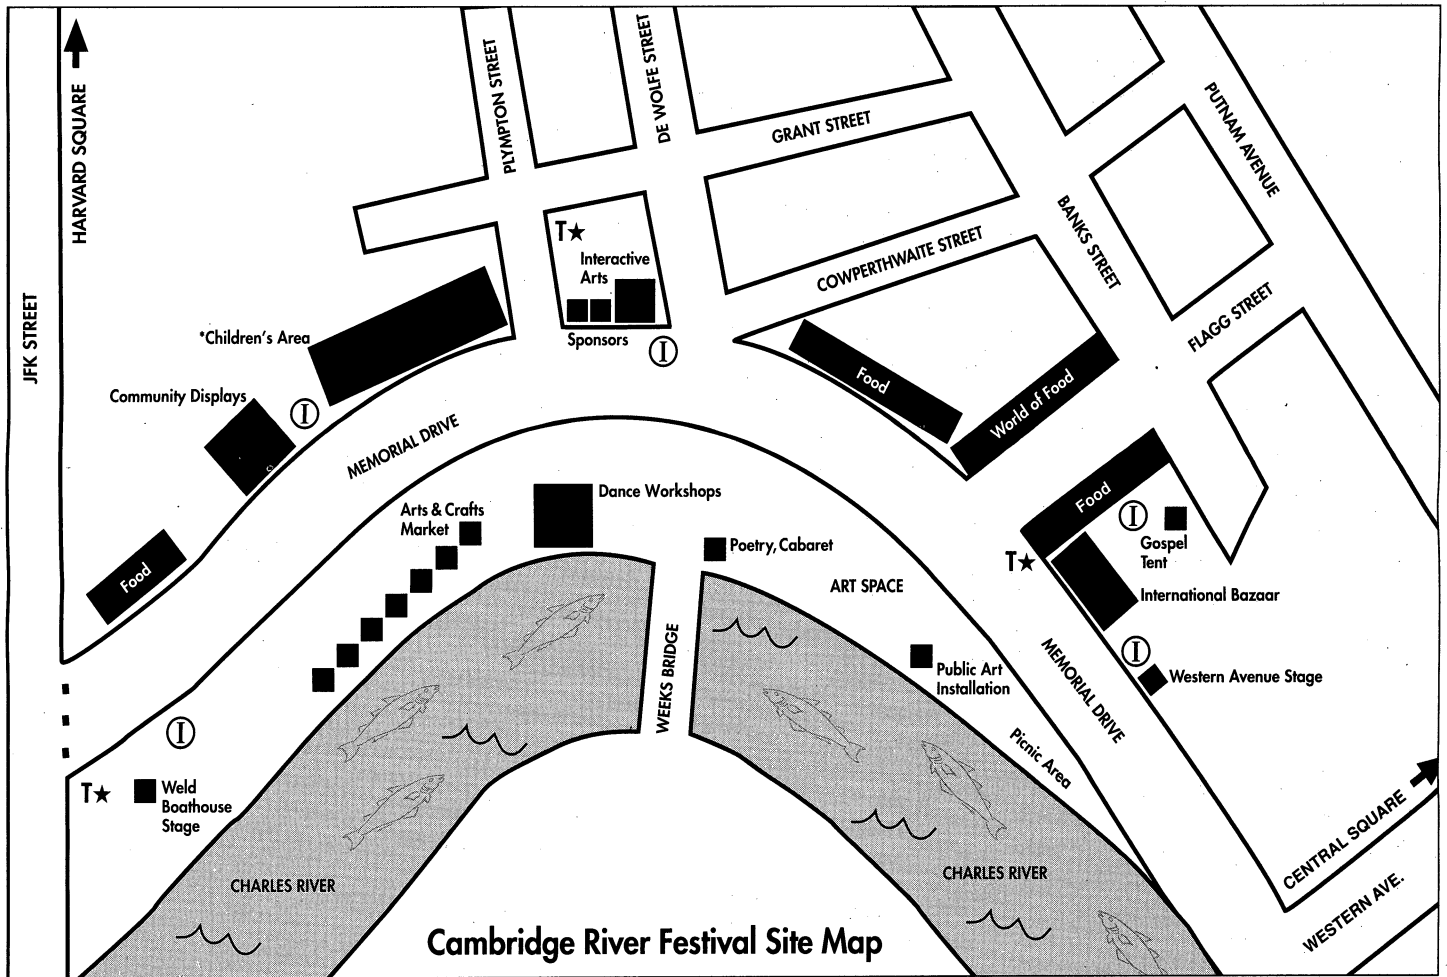 HARVARD SQUARE
JFK STREET
PLYMPTON STREET
DE WOLFE STREET
GRANT STREET
PUTNAM AVENUE
BANKS STREET
COWPERTHWAITE STREET
FLAGG STREET
T★
Interactive
Arts
Sponsors
I
*Children's Area
Community Displays
I
MEMORIAL DRIVE
Food
Food
World of Food
Food
I
Gospel
Tent
T★
International Bazaar
I
Western Avenue Stage
MEMORIAL DRIVE
Arts & Crafts
Market
Dance Workshops
Poetry, Cabaret
ART SPACE
Public Art
Installation
Picnic Area
WEEKS BRIDGE
I
T★
Weld
Boathouse
Stage
CHARLES RIVER
CHARLES RIVER
CENTRAL SQUARE
WESTERN AVE.
Cambridge River Festival Site Map